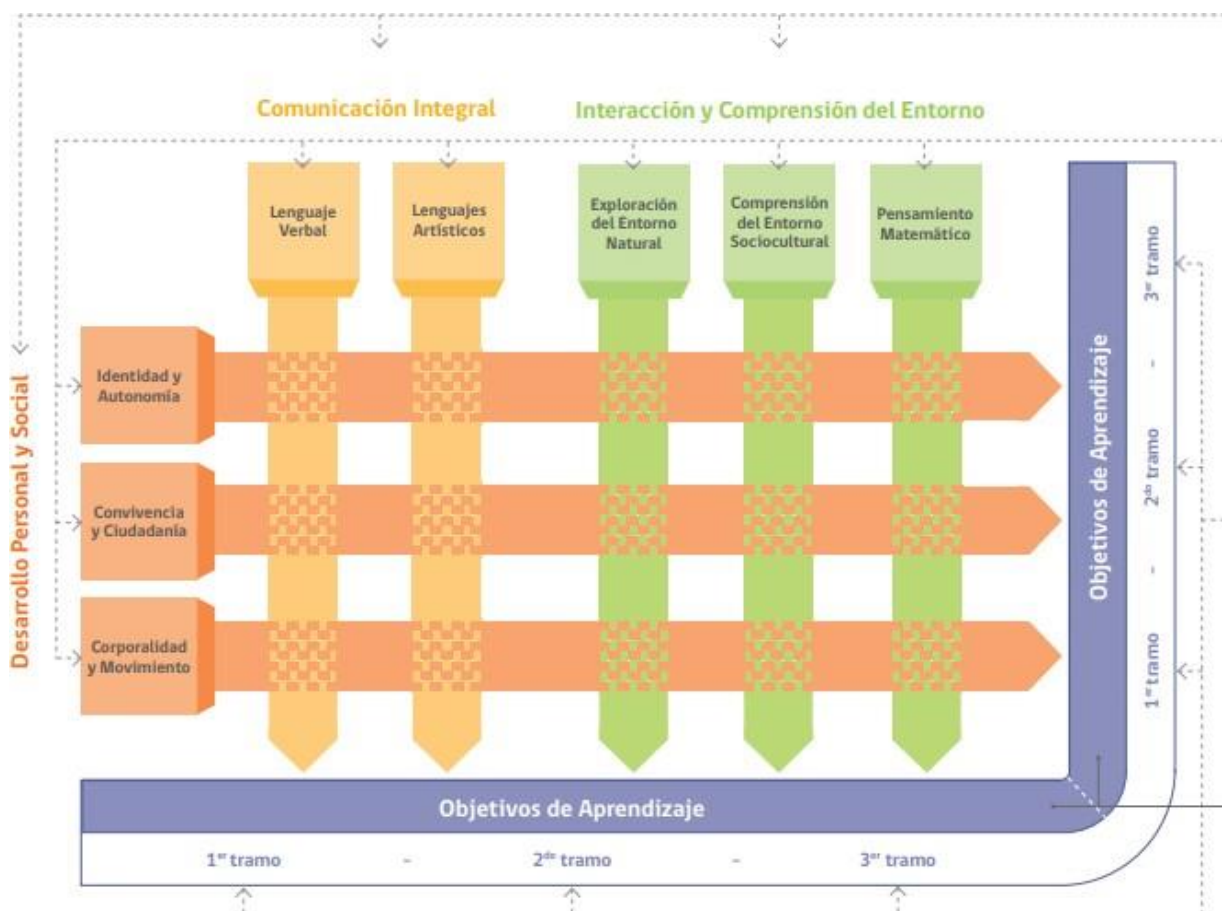 Comunicación Integral
Interacción y Comprensión del Entorno
Lenguaje
Verbal
Lenguajes
Artísticos
Exploración
del Entorno
Natural
Comprensión
del Entorno
Sociocultural
Pensamiento
Matemático
Desarrollo Personal y Social
Identidad y
Autonomía
Convivencia
y Ciudadanía
Corporalidad
y Movimiento
Objetivos de Aprendizaje
1er tramo – 2do tramo – 3er tramo
Objetivos de Aprendizaje
1er tramo – 2do tramo – 3er tramo